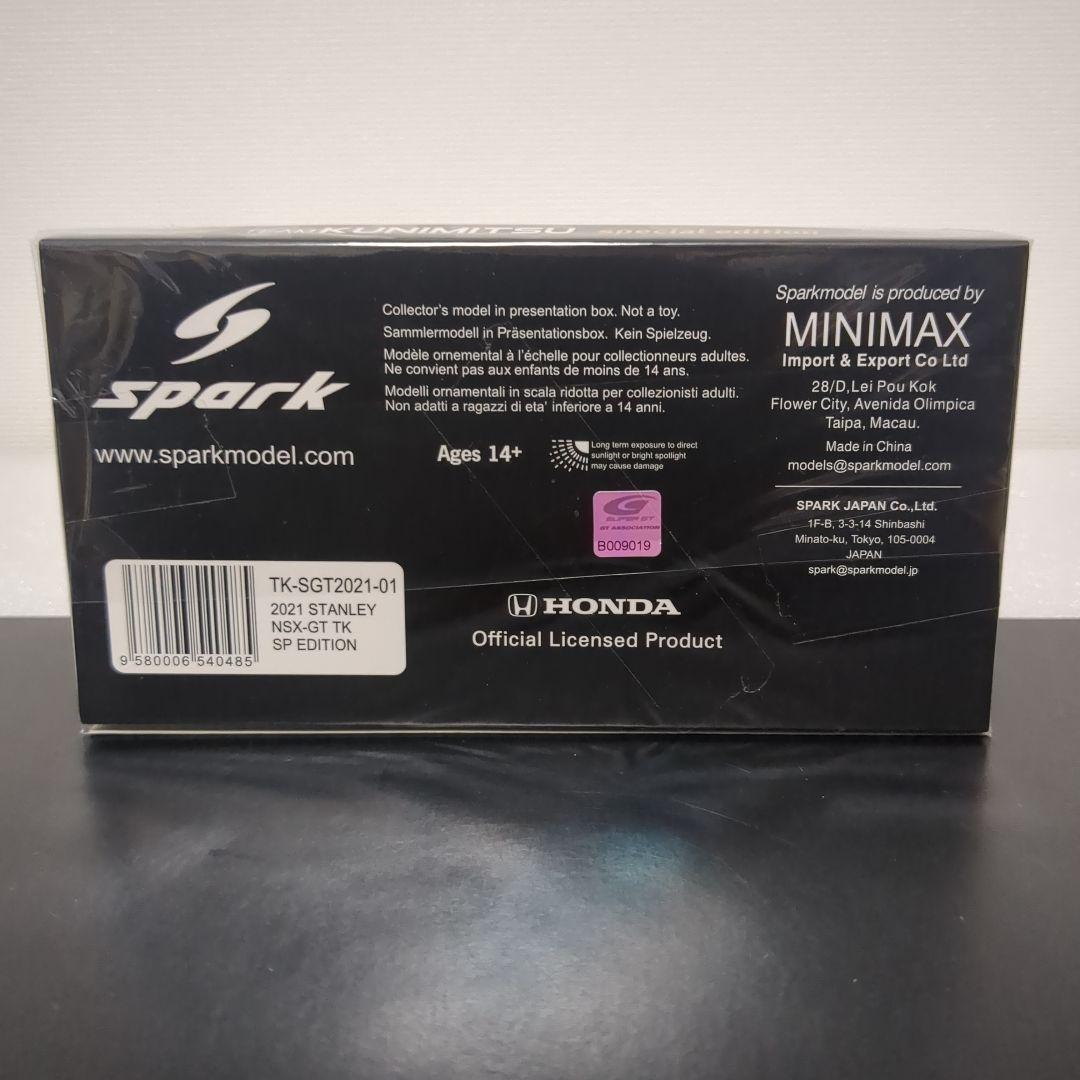 TEAM KUNIMITSU special edition
spark
www.sparkmodel.com
Collector's model in presentation box. Not a toy.
Sammlermodell in Präsentationsbox. Kein Spielzeug.
Modèle ornemental à l'échelle pour collectionneurs adultes.
Ne convient pas aux enfants de moins de 14 ans.
Modelli ornamentali in scala ridotta per collezionisti adulti.
Non adatti a ragazzi di eta' inferiore a 14 anni.
Ages 14+
Long term exposure to direct
sunlight or bright spotlight
may cause damage
SUPER GT
GT ASSOCIATION
B009019
HONDA
Official Licensed Product
Sparkmodel is produced by
MINIMAX
Import & Export Co Ltd
28/D, Lei Pou Kok
Flower City, Avenida Olimpica
Taipa, Macau.
Made in China
models@sparkmodel.com
SPARK JAPAN Co.,Ltd.
1F-B, 3-3-14 Shinbashi
Minato-ku, Tokyo, 105-0004
JAPAN
spark@sparkmodel.jp
TK-SGT2021-01
2021 STANLEY
NSX-GT TK
SP EDITION
9 580006 540485